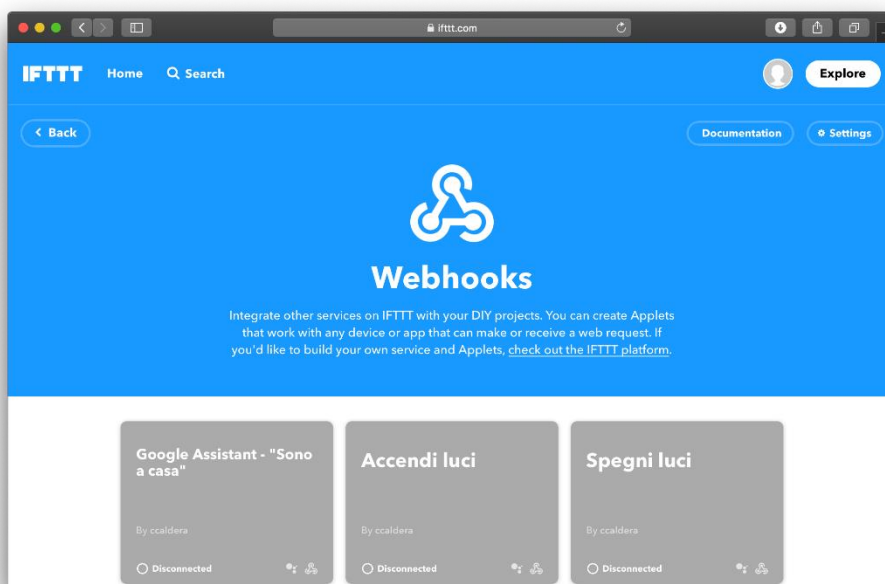 ifttt.com
IFTTT Home Search Explore
Back Documentation Settings
Webhooks
Integrate other services on IFTTT with your DIY projects. You can create Applets
that work with any device or app that can make or receive a web request. If
you'd like to build your own service and Applets, check out the IFTTT platform.
Google Assistant - "Sono
a casa"
By ccaldera
Disconnected
Accendi luci
By ccaldera
Disconnected
Spegni luci
By ccaldera
Disconnected